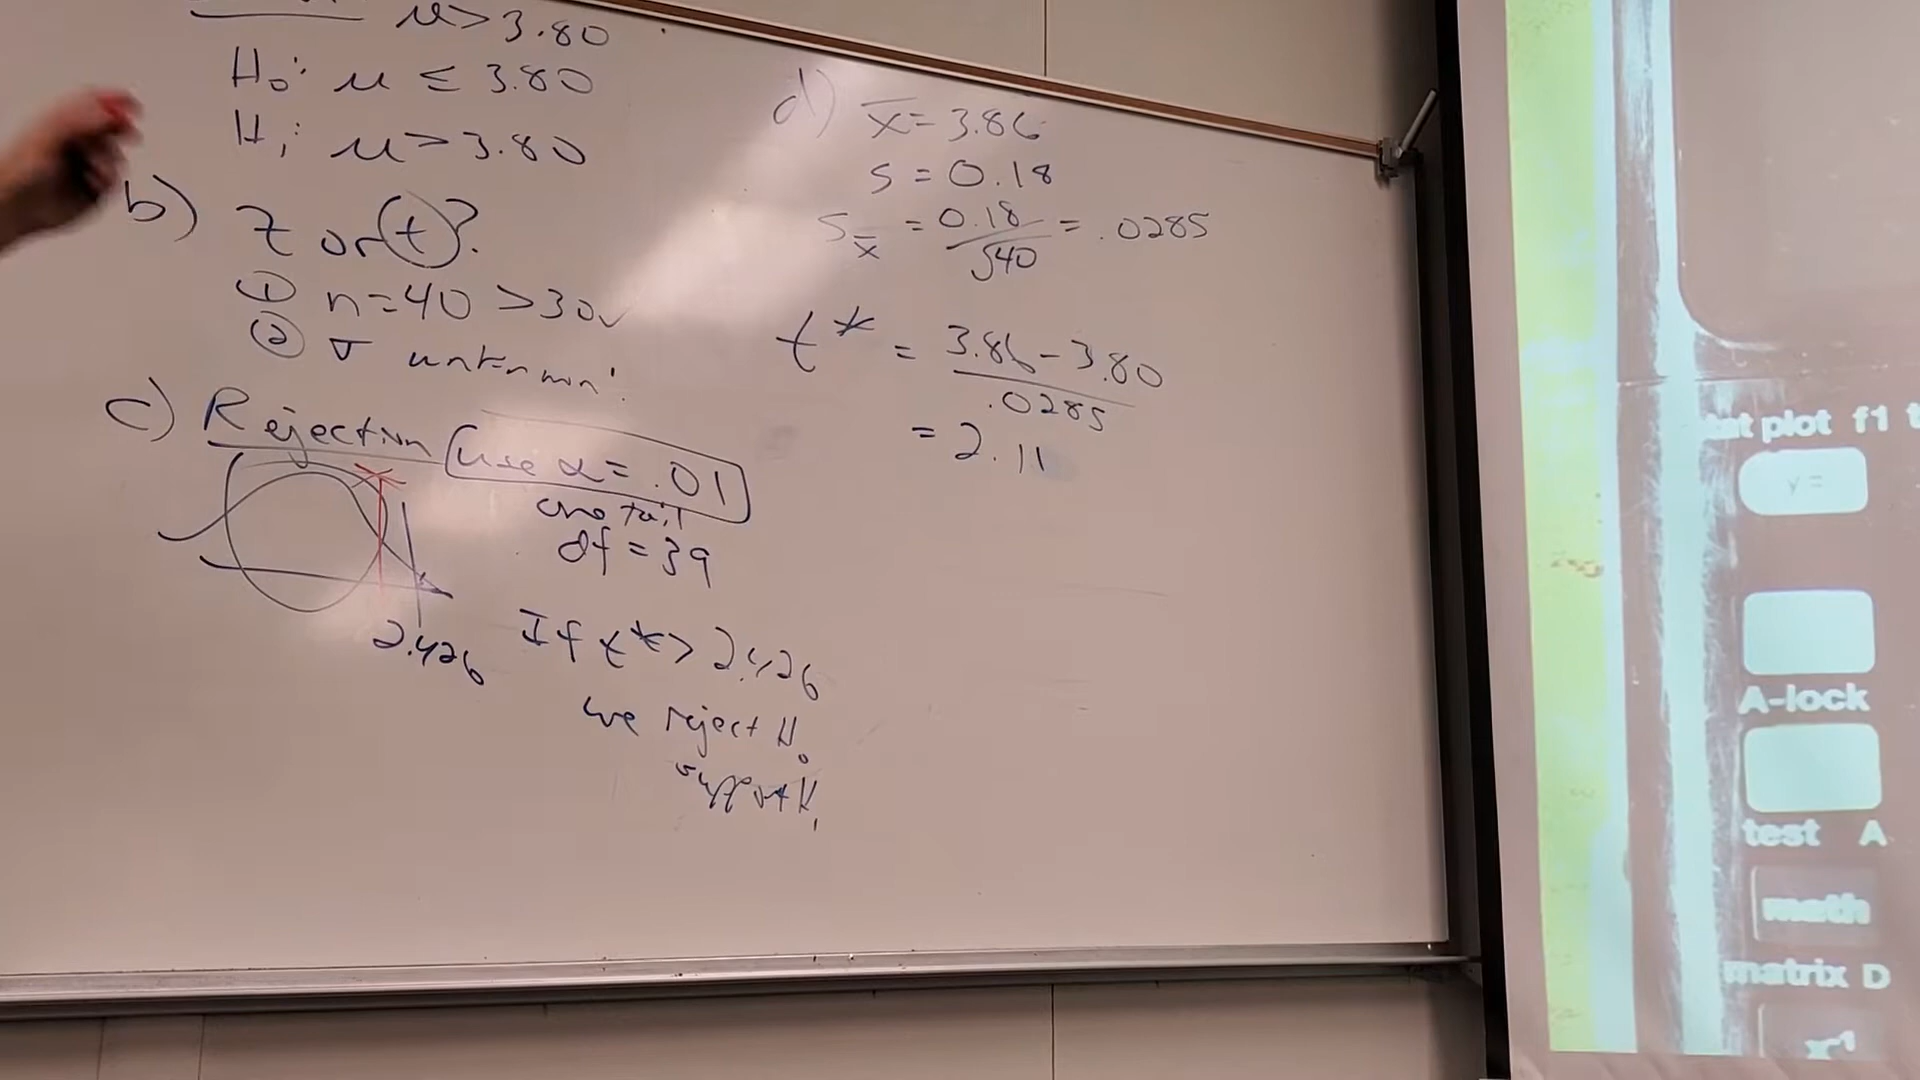 μ > 3.80
H₀: μ ≤ 3.80
H₁: μ > 3.80
b) Z or (t)?
① n = 40 > 30 ✓
② σ
c) Rejection (use α = .01
one tail
df = 39
2.426
If t* > 2.426
we reject H₀
support H₁
d) x̄ = 3.86
s = 0.18
s_x̄ = 0.18/√40 = .0285
t* = 3.86 - 3.80
.0285
= 2.11
stat plot f1
y =
A-lock
test A
math
matrix D
x⁻¹